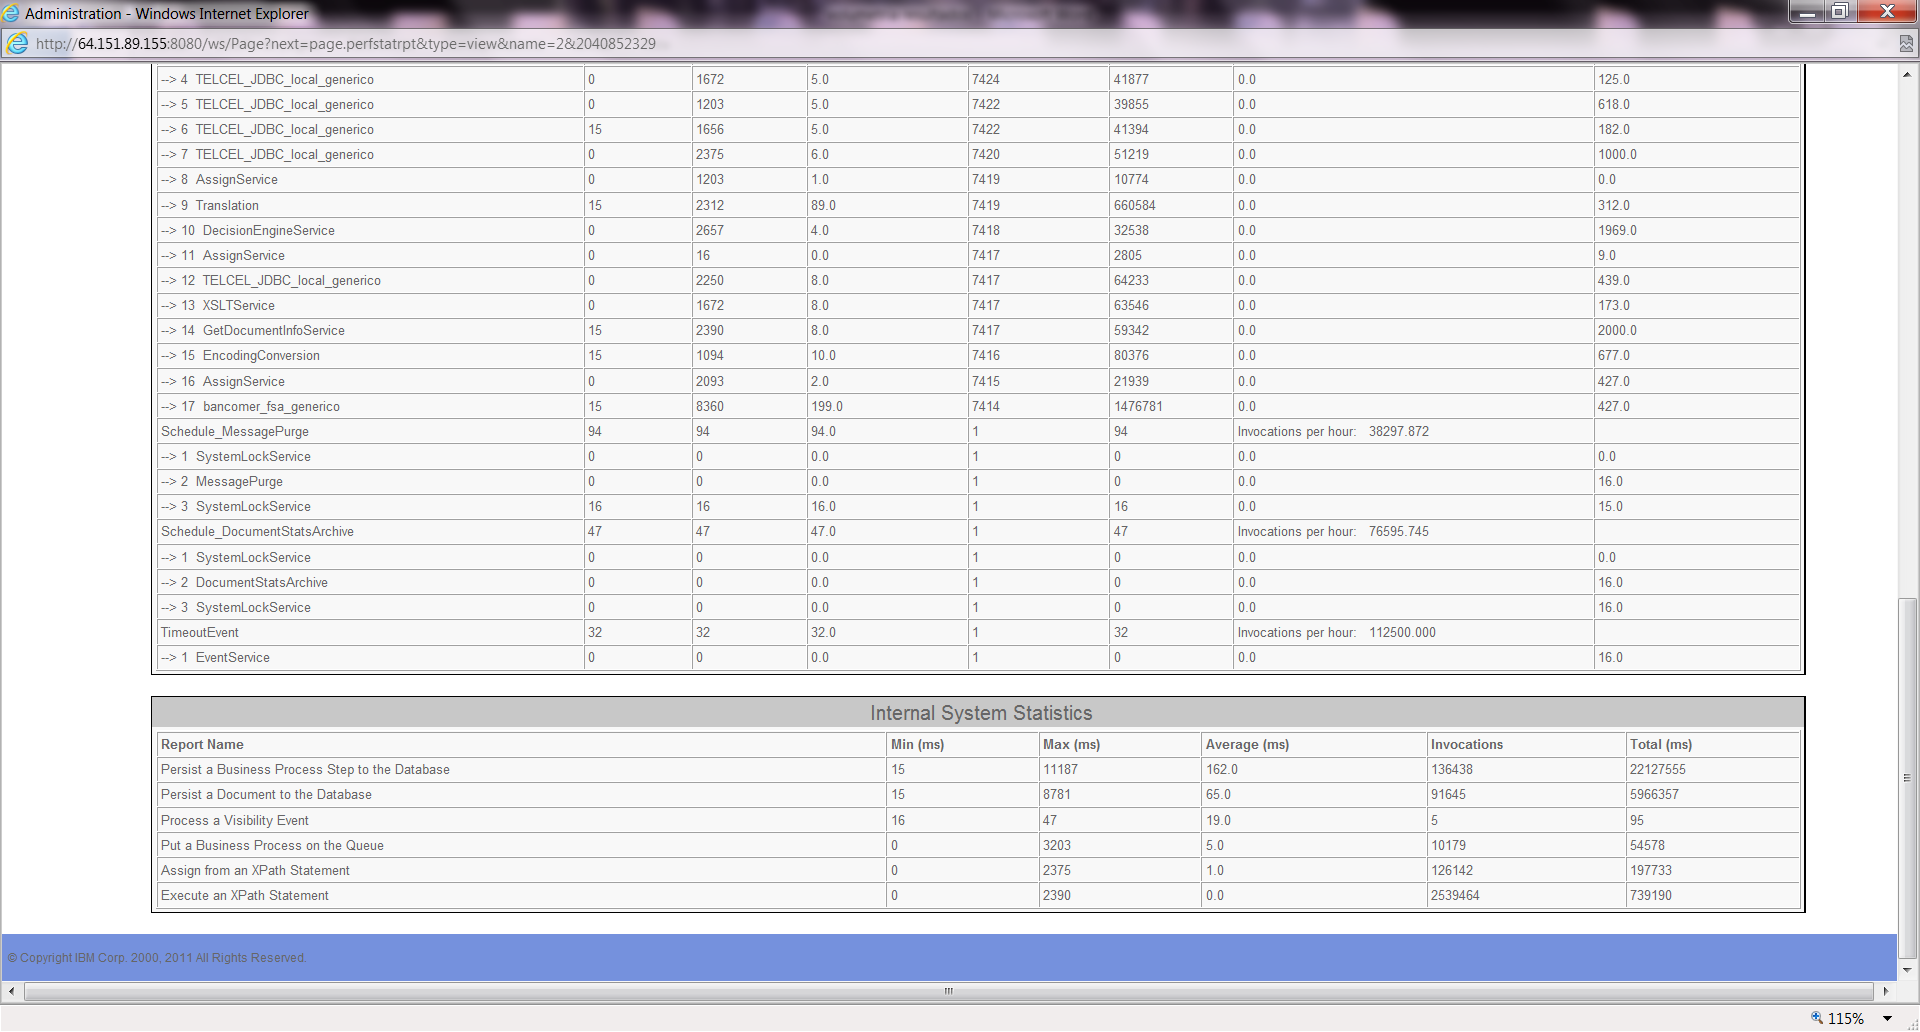 Administration - Windows Internet Explorer
http://64.151.89.155:8080/ws/Page?next=page.perfstatrpt&type=view&name=2&2040852329
--> 4 TELCEL_JDBC_local_generico 0 1672 5.0 7424 41877 0.0 125.0
--> 5 TELCEL_JDBC_local_generico 0 1203 5.0 7422 39855 0.0 618.0
--> 6 TELCEL_JDBC_local_generico 15 1656 5.0 7422 41394 0.0 182.0
--> 7 TELCEL_JDBC_local_generico 0 2375 6.0 7420 51219 0.0 1000.0
--> 8 AssignService 0 1203 1.0 7419 10774 0.0 0.0
--> 9 Translation 15 2312 89.0 7419 660584 0.0 312.0
--> 10 DecisionEngineService 0 2657 4.0 7418 32538 0.0 1969.0
--> 11 AssignService 0 16 0.0 7417 2805 0.0 9.0
--> 12 TELCEL_JDBC_local_generico 0 2250 8.0 7417 64233 0.0 439.0
--> 13 XSLTService 0 1672 8.0 7417 63546 0.0 173.0
--> 14 GetDocumentInfoService 15 2390 8.0 7417 59342 0.0 2000.0
--> 15 EncodingConversion 15 1094 10.0 7416 80376 0.0 677.0
--> 16 AssignService 0 2093 2.0 7415 21939 0.0 427.0
--> 17 bancomer_fsa_generico 15 8360 199.0 7414 1476781 0.0 427.0
Schedule_MessagePurge 94 94 94.0 1 94 Invocations per hour: 38297.872
--> 1 SystemLockService 0 0 0.0 1 0 0.0 0.0
--> 2 MessagePurge 0 0 0.0 1 0 0.0 16.0
--> 3 SystemLockService 16 16 16.0 1 16 0.0 15.0
Schedule_DocumentStatsArchive 47 47 47.0 1 47 Invocations per hour: 76595.745
--> 1 SystemLockService 0 0 0.0 1 0 0.0 0.0
--> 2 DocumentStatsArchive 0 0 0.0 1 0 0.0 16.0
--> 3 SystemLockService 0 0 0.0 1 0 0.0 16.0
TimeoutEvent 32 32 32.0 1 32 Invocations per hour: 112500.000
--> 1 EventService 0 0 0.0 1 0 0.0 16.0
Internal System Statistics
Report Name Min (ms) Max (ms) Average (ms) Invocations Total (ms)
Persist a Business Process Step to the Database 15 11187 162.0 136438 22127555
Persist a Document to the Database 15 8781 65.0 91645 5966357
Process a Visibility Event 16 47 19.0 5 95
Put a Business Process on the Queue 0 3203 5.0 10179 54578
Assign from an XPath Statement 0 2375 1.0 126142 197733
Execute an XPath Statement 0 2390 0.0 2539464 739190
© Copyright IBM Corp. 2000, 2011 All Rights Reserved.
115%